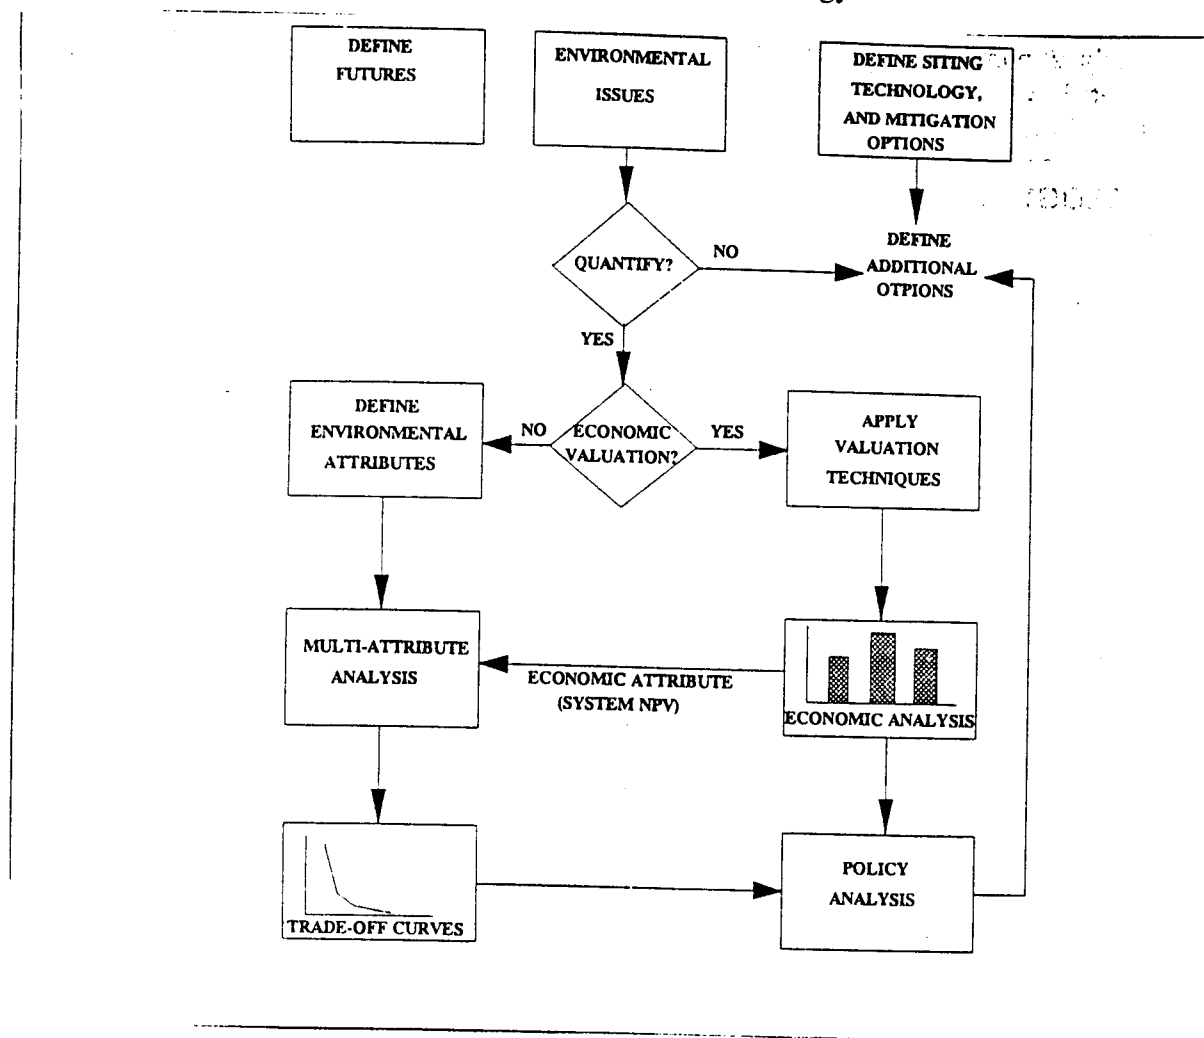 DEFINE
FUTURES
ENVIRONMENTAL
ISSUES
DEFINE SITING
TECHNOLOGY,
AND MITIGATION
OPTIONS
QUANTIFY?
NO
DEFINE
ADDITIONAL
OTPIONS
YES
DEFINE
ENVIRONMENTAL
ATTRIBUTES
NO
ECONOMIC
VALUATION?
YES
APPLY
VALUATION
TECHNIQUES
MULTI-ATTRIBUTE
ANALYSIS
ECONOMIC ATTRIBUTE
(SYSTEM NPV)
ECONOMIC ANALYSIS
TRADE-OFF CURVES
POLICY
ANALYSIS